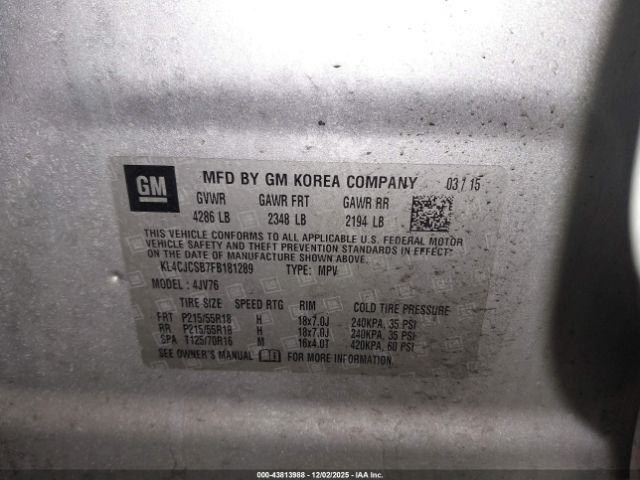 GM
MFD BY GM KOREA COMPANY 03 / 15
GVWR GAWR FRT GAWR RR
4286 LB 2348 LB 2194 LB
THIS VEHICLE CONFORMS TO ALL APPLICABLE U.S. FEDERAL MOTOR
VEHICLE SAFETY AND THEFT PREVENTION STANDARDS IN EFFECT
ON THE DATE OF MANUFACTURE SHOWN ABOVE.
KL4CJCSB7FB181289 TYPE: MPV
MODEL: 4JV76
TIRE SIZE SPEED RTG RIM COLD TIRE PRESSURE
FRT P215/55R18 H 18x7.0J 240KPA, 35 PSI
RR P215/55R18 H 18x7.0J 240KPA, 35 PSI
SPA T125/70R16 M 16x4.0T 420KPA, 60 PSI
SEE OWNER'S MANUAL FOR MORE INFORMATION.
000-43813988 - 12/02/2025 - IAA Inc.